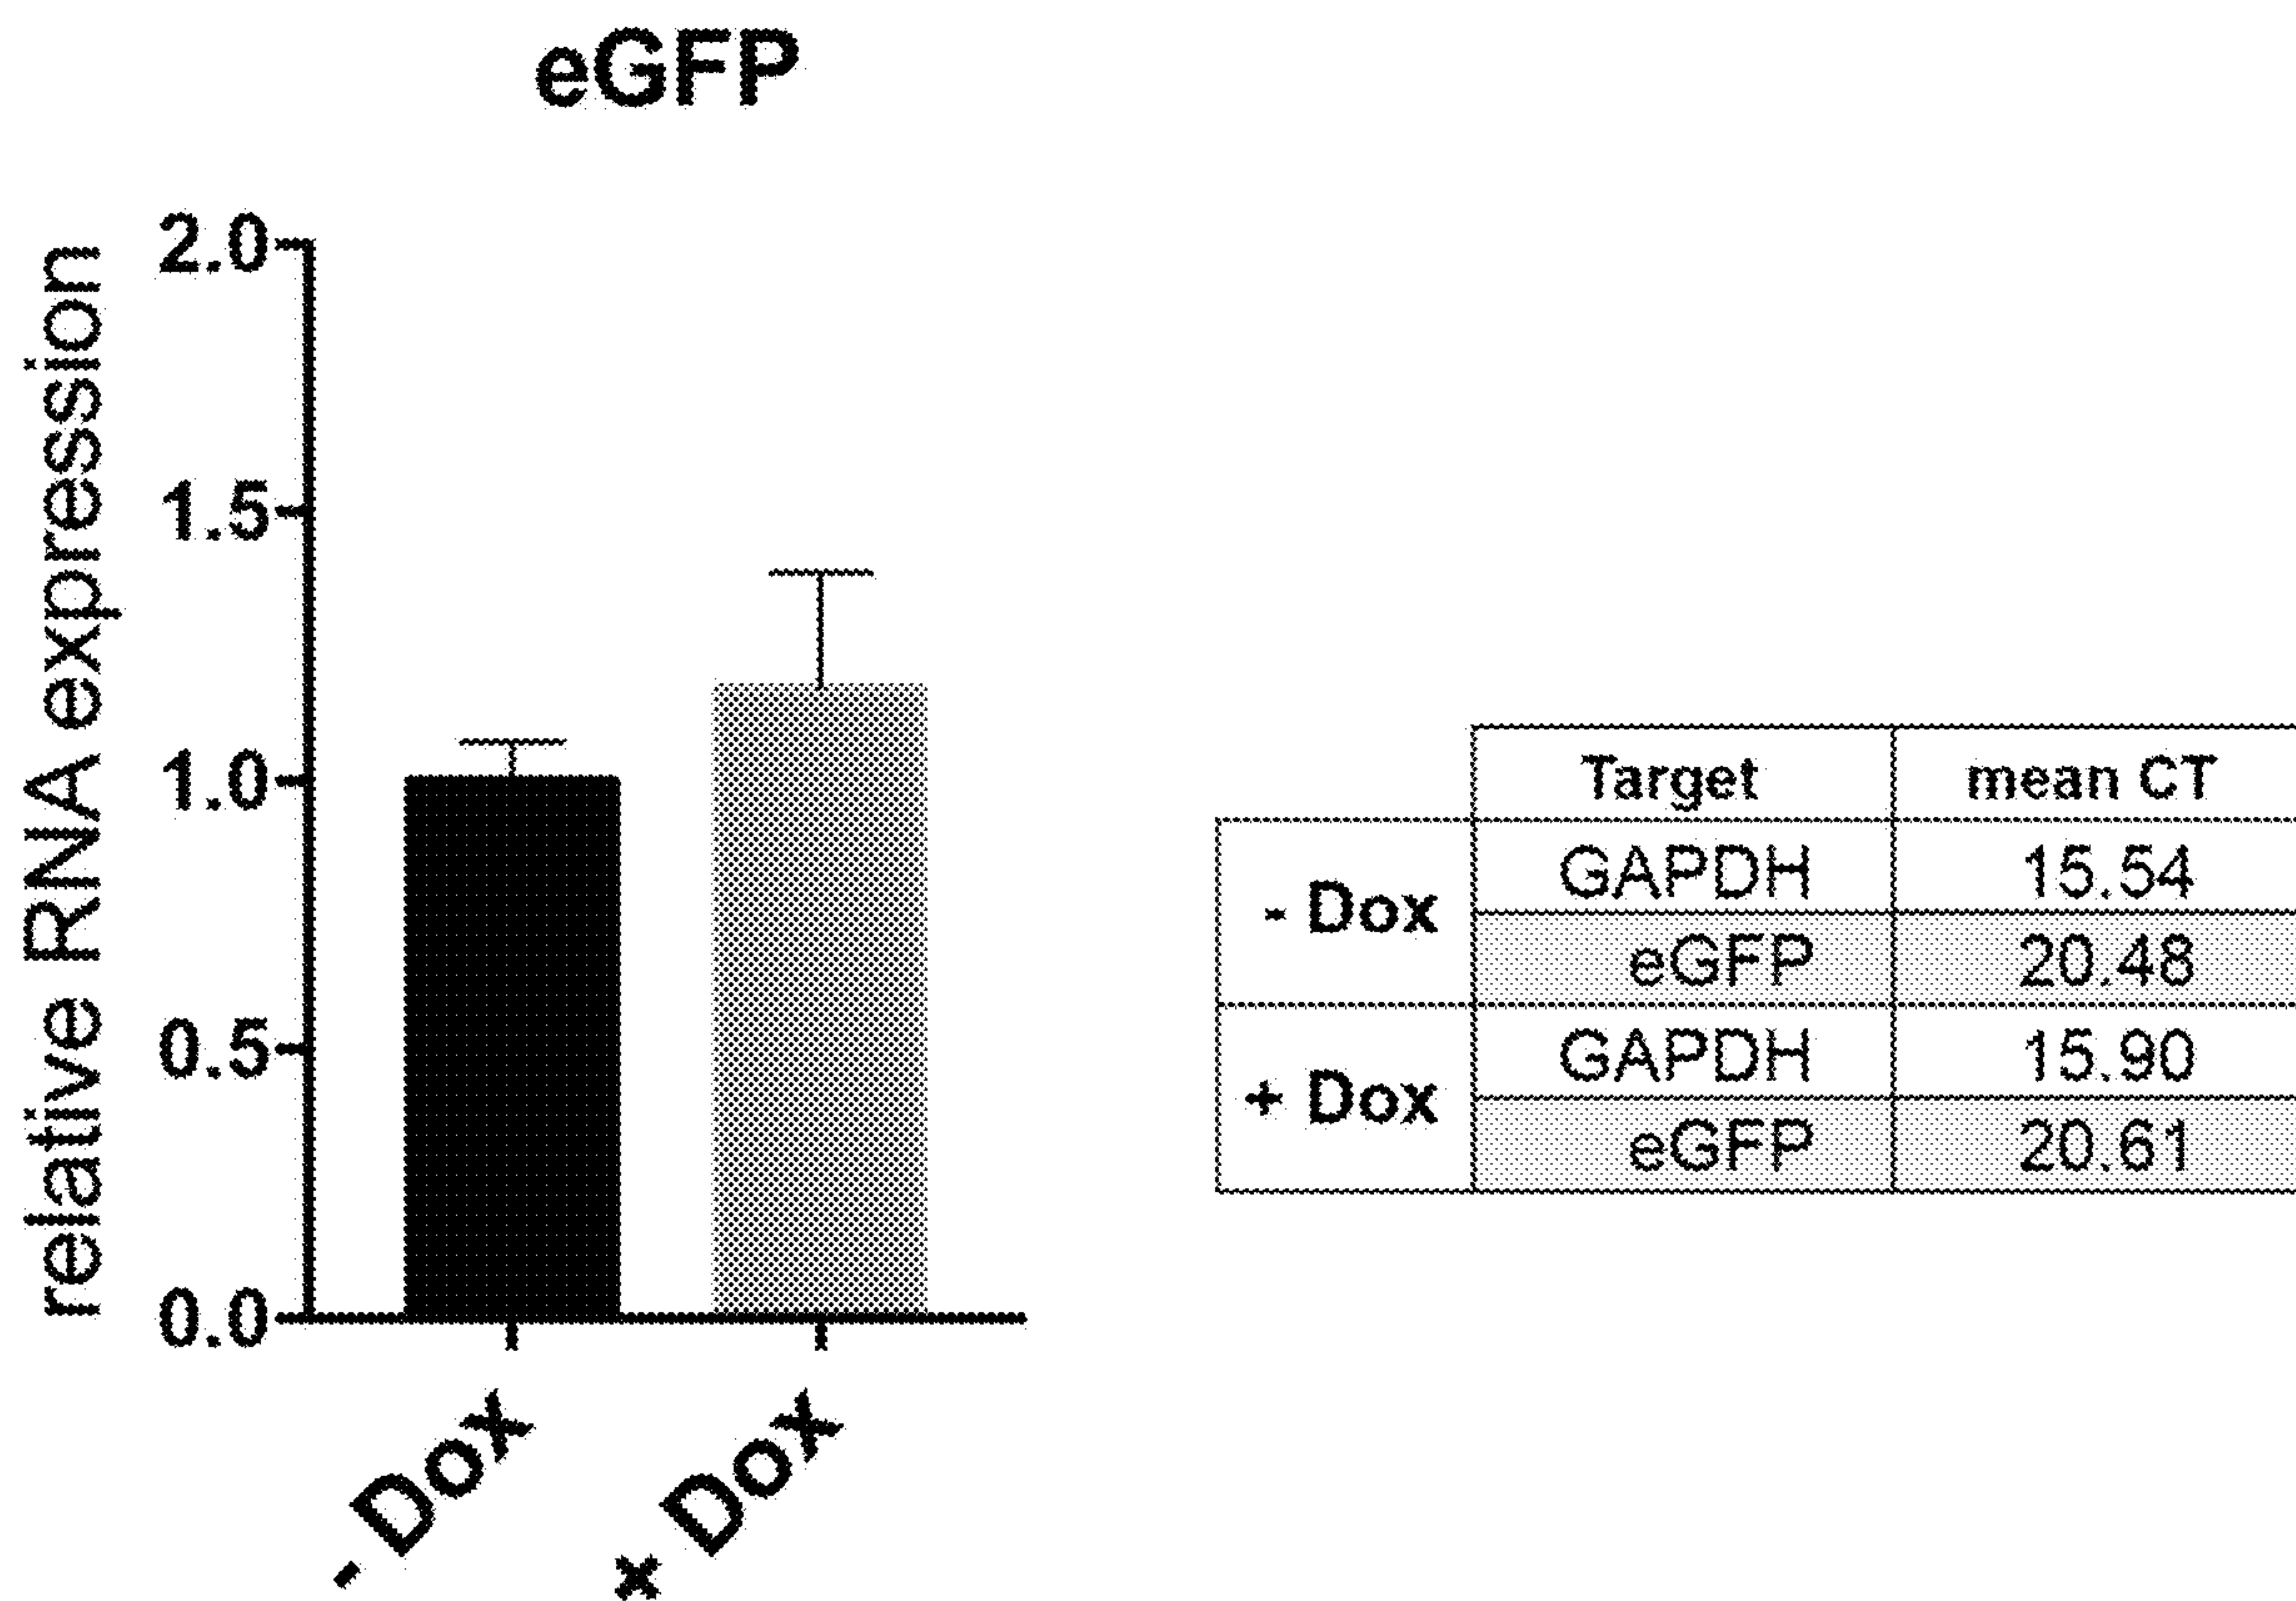 eGFP
relative RNA expression
2.0
1.5
1.0
0.5
0.0
- Dox
+ Dox
Target mean CT
- Dox
GAPDH 15.54
eGFP 20.48
+ Dox
GAPDH 15.90
eGFP 20.61